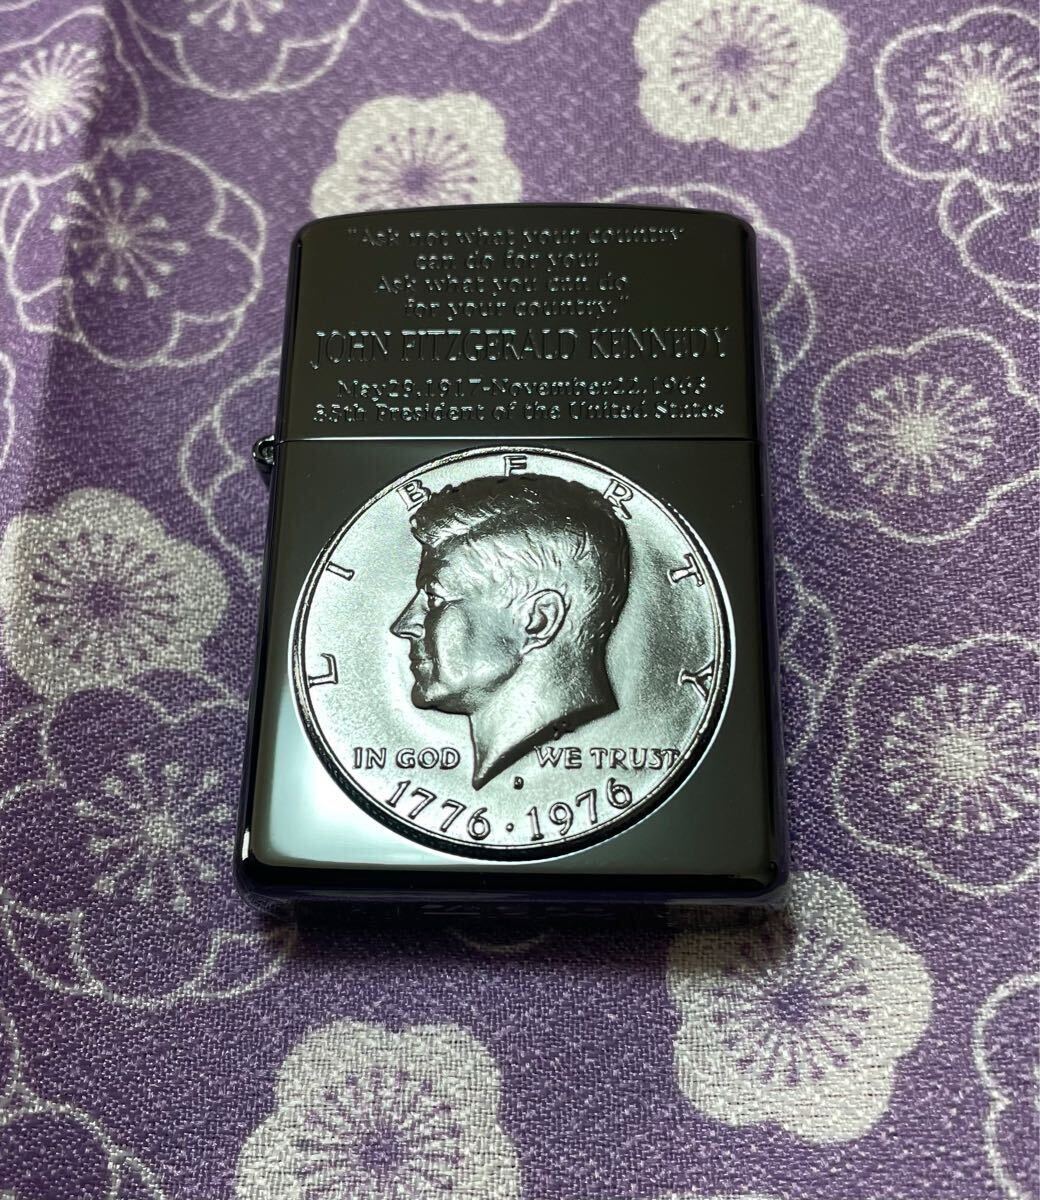 "Ask not what your country
can do for you:
Ask what you can do
for your country."
JOHN FITZGERALD KENNEDY
May29.1917-November22.1963
35th President of the United States
LIBERTY
IN GOD WE TRUST
D
1776·1976